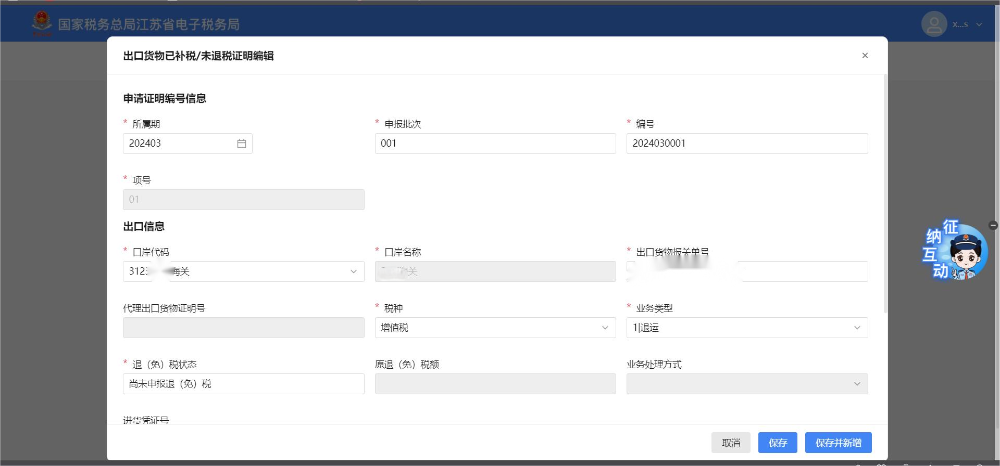 国家税务总局江苏省电子税务局
x...s
出口货物已补税/未退税证明编辑
申请证明编号信息
* 所属期
* 申报批次
* 编号
202403
001
2024030001
* 项号
01
出口信息
* 口岸代码
* 口岸名称
* 出口货物报关单号
312
海关
关
代理出口货物证明号
* 税种
* 业务类型
增值税
1|退运
* 退（免）税状态
原退（免）税额
业务处理方式
尚未申报退（免）税
进货凭证号
取消
保存
保存并新增
征
纳
互
动